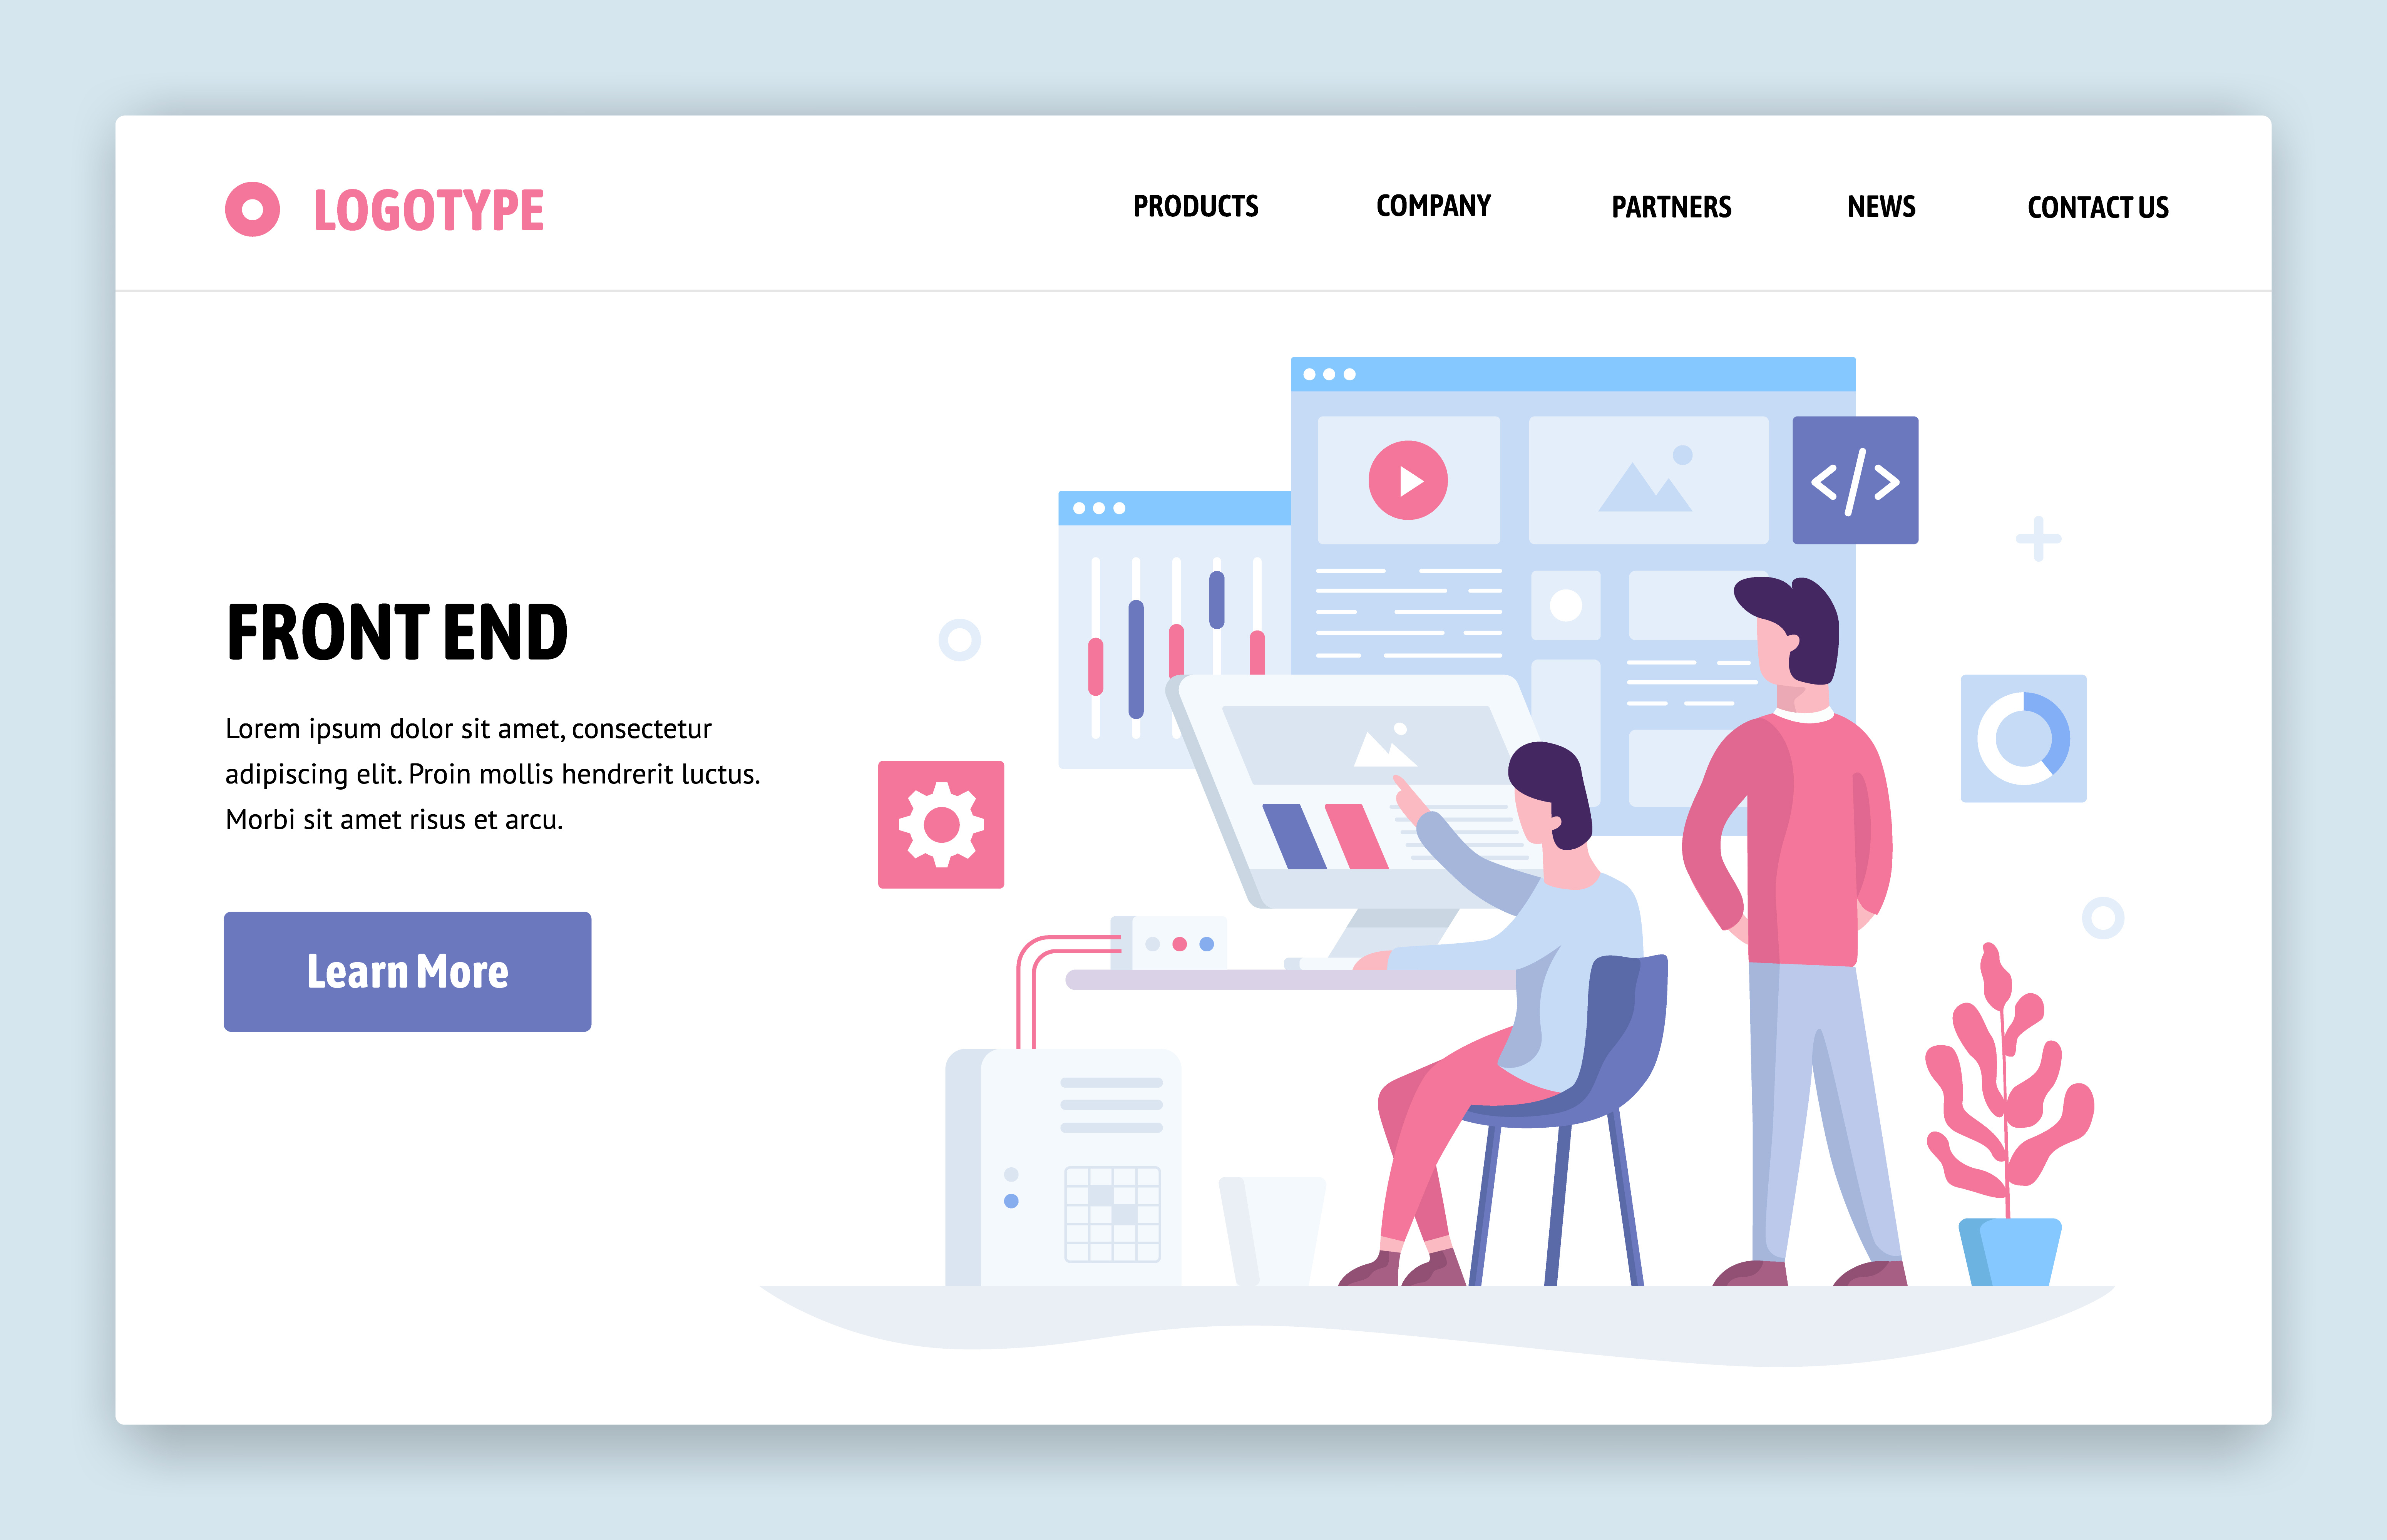 LOGOTYPE
PRODUCTS COMPANY PARTNERS NEWS CONTACT US
FRONT END
Lorem ipsum dolor sit amet, consectetur
adipiscing elit. Proin mollis hendrerit luctus.
Morbi sit amet risus et arcu.
Learn More